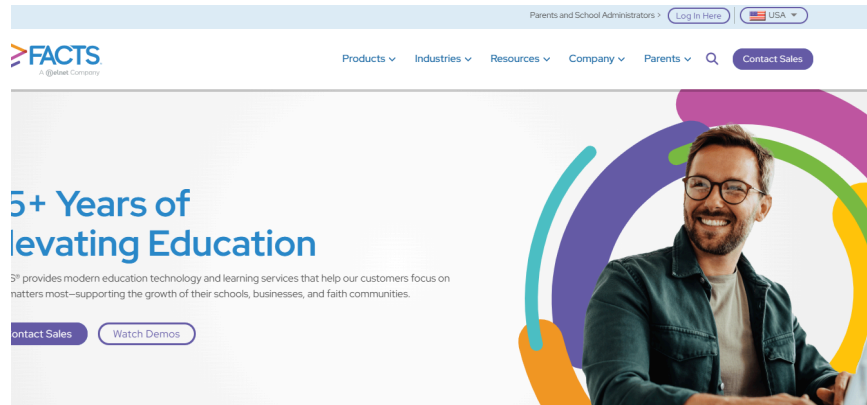 Parents and School Administrators > Log In Here USA
FACTS
A nelnet Company
Products Industries Resources Company Parents Contact Sales
5+ Years of
levating Education
S® provides modern education technology and learning services that help our customers focus on
matters most—supporting the growth of their schools, businesses, and faith communities.
ontact Sales Watch Demos